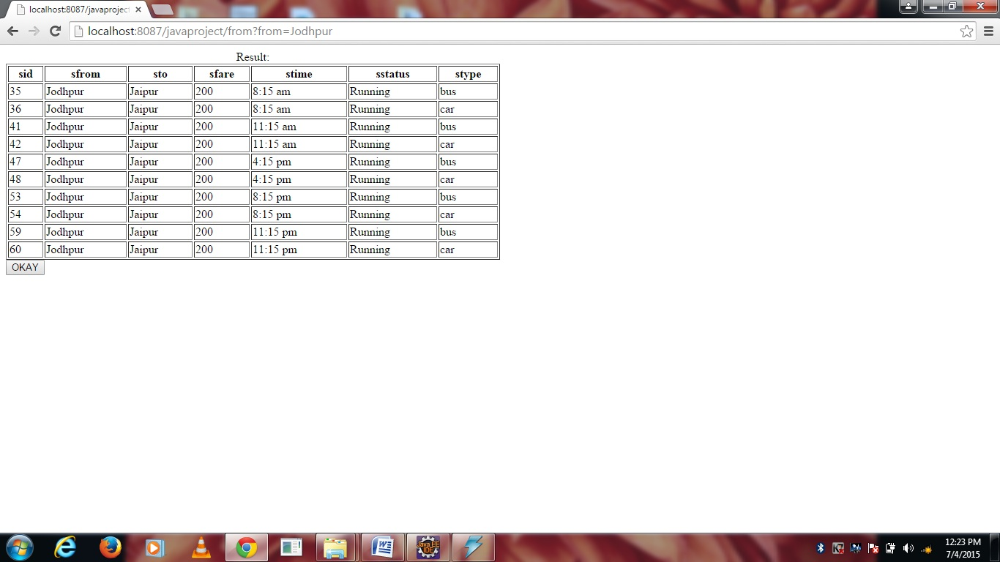 localhost:8087/javaproject
localhost:8087/javaproject/from?from=Jodhpur
Result:
sid sfrom sto sfare stime sstatus stype
35 Jodhpur Jaipur 200 8:15 am Running bus
36 Jodhpur Jaipur 200 8:15 am Running car
41 Jodhpur Jaipur 200 11:15 am Running bus
42 Jodhpur Jaipur 200 11:15 am Running car
47 Jodhpur Jaipur 200 4:15 pm Running bus
48 Jodhpur Jaipur 200 4:15 pm Running car
53 Jodhpur Jaipur 200 8:15 pm Running bus
54 Jodhpur Jaipur 200 8:15 pm Running car
59 Jodhpur Jaipur 200 11:15 pm Running bus
60 Jodhpur Jaipur 200 11:15 pm Running car
OKAY
Java EE
IDE
12:23 PM
7/4/2015